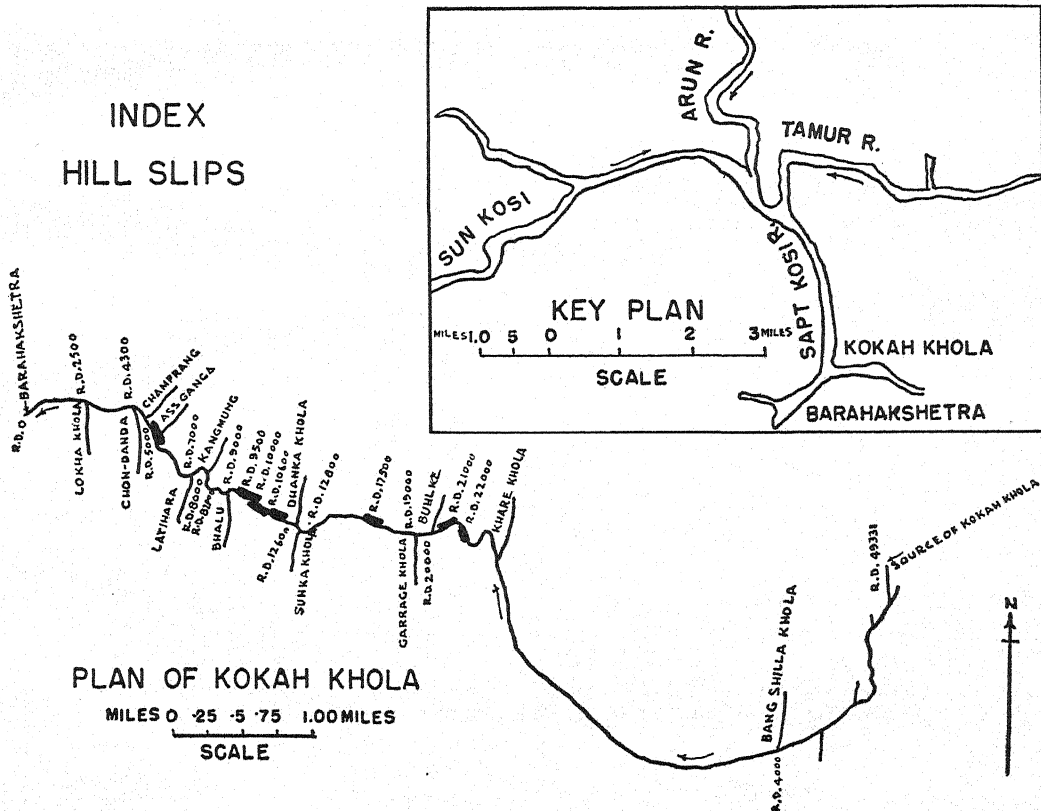 INDEX
HILL SLIPS
ARUN R.
TAMUR R.
SUN KOSI
SAPT KOSI R.
KEY PLAN
MILES 1.0 5 0 1 2 3 MILES
SCALE
KOKAH KHOLA
BARAHAKSHETRA
R.D. 0 BARAHAKSHETRA
R.D. 2500
LOKHA KHOLA
R.D. 4300
CHON-DANDA
CHAMPRANG
ASS GANGA
R.D. 5000
R.D. 7000
KANGMUNG
LATIHARA
R.D. 8000
R.D. 9000
BHALU
R.D. 9500
R.D. 10000
R.D. 10600
DHANKA KHOLA
R.D. 12600
R.D. 12800
SUNKA KHOLA
R.D. 17500
R.D. 19000
GARRAGE KHOLA
R.D. 20000
R.D. 21000
R.D. 22000
KHARE KHOLA
BANG SHILLA KHOLA
R.D. 4000
R.D. 49331
SOURCE OF KOKAH KHOLA
N
PLAN OF KOKAH KHOLA
MILES 0 .25 .5 .75 1.00 MILES
SCALE